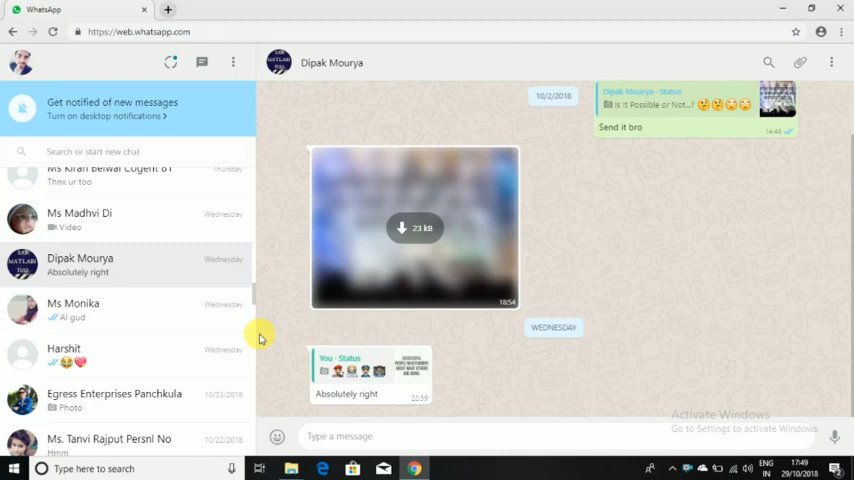 WhatsApp
https://web.whatsapp.com
Dipak Mourya
Get notified of new messages
Turn on desktop notifications >
Search or start new chat
Ms Kiran Belwal Cogent 81
Thursday
Thnx ur too
Ms Madhvi Di
Wednesday
Video
Dipak Mourya
Wednesday
Absolutely right
Ms Monika
Wednesday
Al gud
Harshit
Wednesday
Egress Enterprises Panchkula
10/23/2018
Photo
Ms. Tanvi Rajput Persnl No
10/22/2018
Hmm
10/2/2018
Dipak Mourya · Status
Is It Possible or Not...?
Send it bro
14:48
23 kB
18:54
WEDNESDAY
You · Status
Absolutely right
22:59
Type a message
Activate Windows
Go to Settings to activate Windows.
Type here to search
ENG
IN
17:49
29/10/2018
2